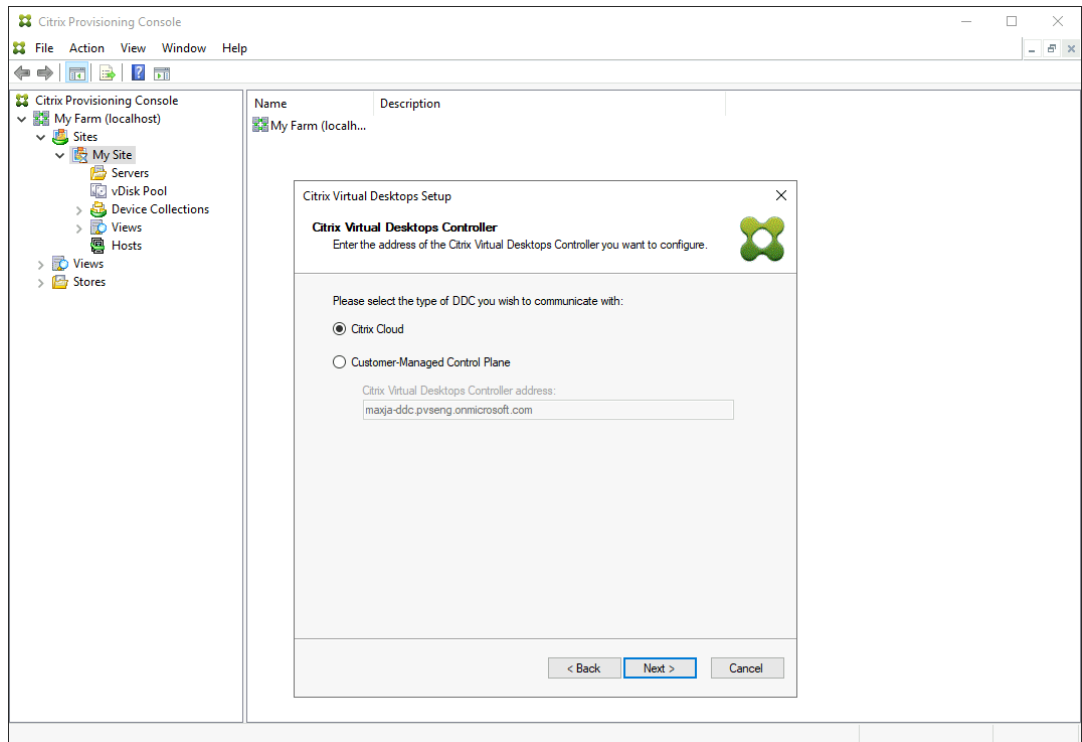 Citrix Provisioning Console
File Action View Window Help
Citrix Provisioning Console
My Farm (localhost)
Sites
My Site
Servers
vDisk Pool
Device Collections
Views
Hosts
Views
Stores
Name Description
My Farm (localh...
Citrix Virtual Desktops Setup
Citrix Virtual Desktops Controller
Enter the address of the Citrix Virtual Desktops Controller you want to configure.
Please select the type of DDC you wish to communicate with:
Citrix Cloud
Customer-Managed Control Plane
Citrix Virtual Desktops Controller address:
maxja-ddc.pvseng.onmicrosoft.com
< Back Next > Cancel